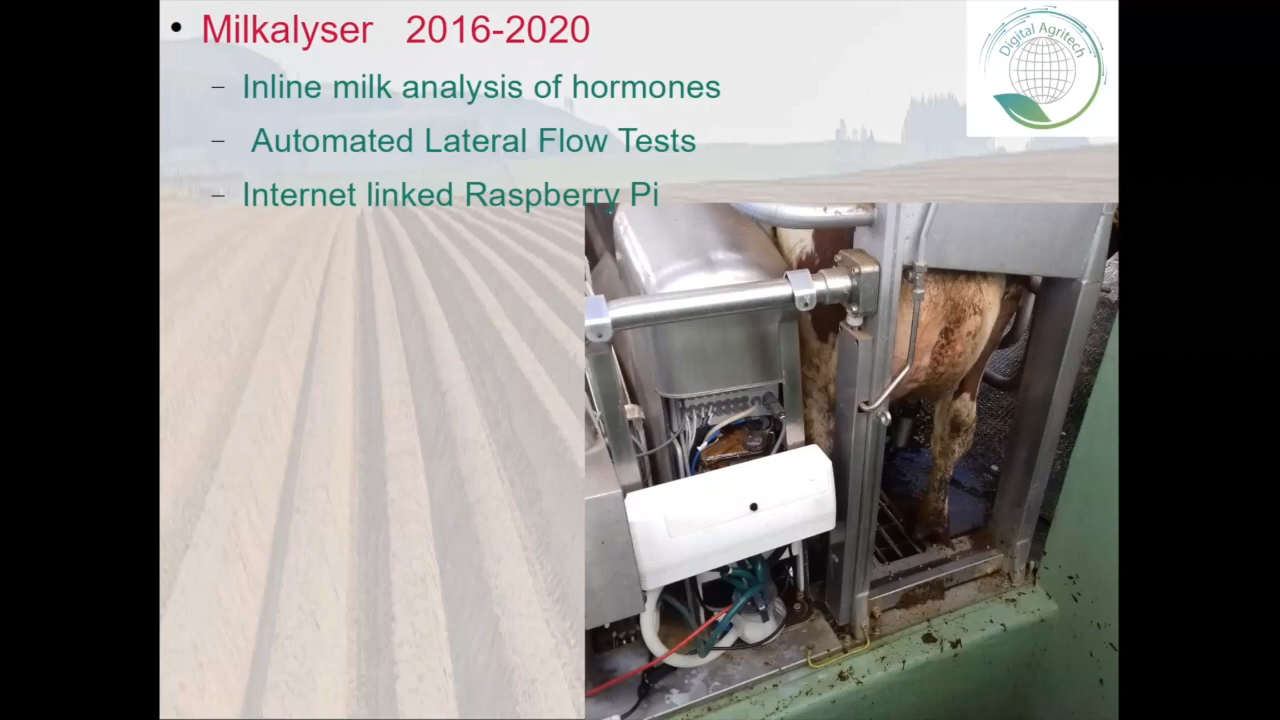 • Milkalyser 2016-2020
– Inline milk analysis of hormones
– Automated Lateral Flow Tests
– Internet linked Raspberry Pi
Digital Agritech